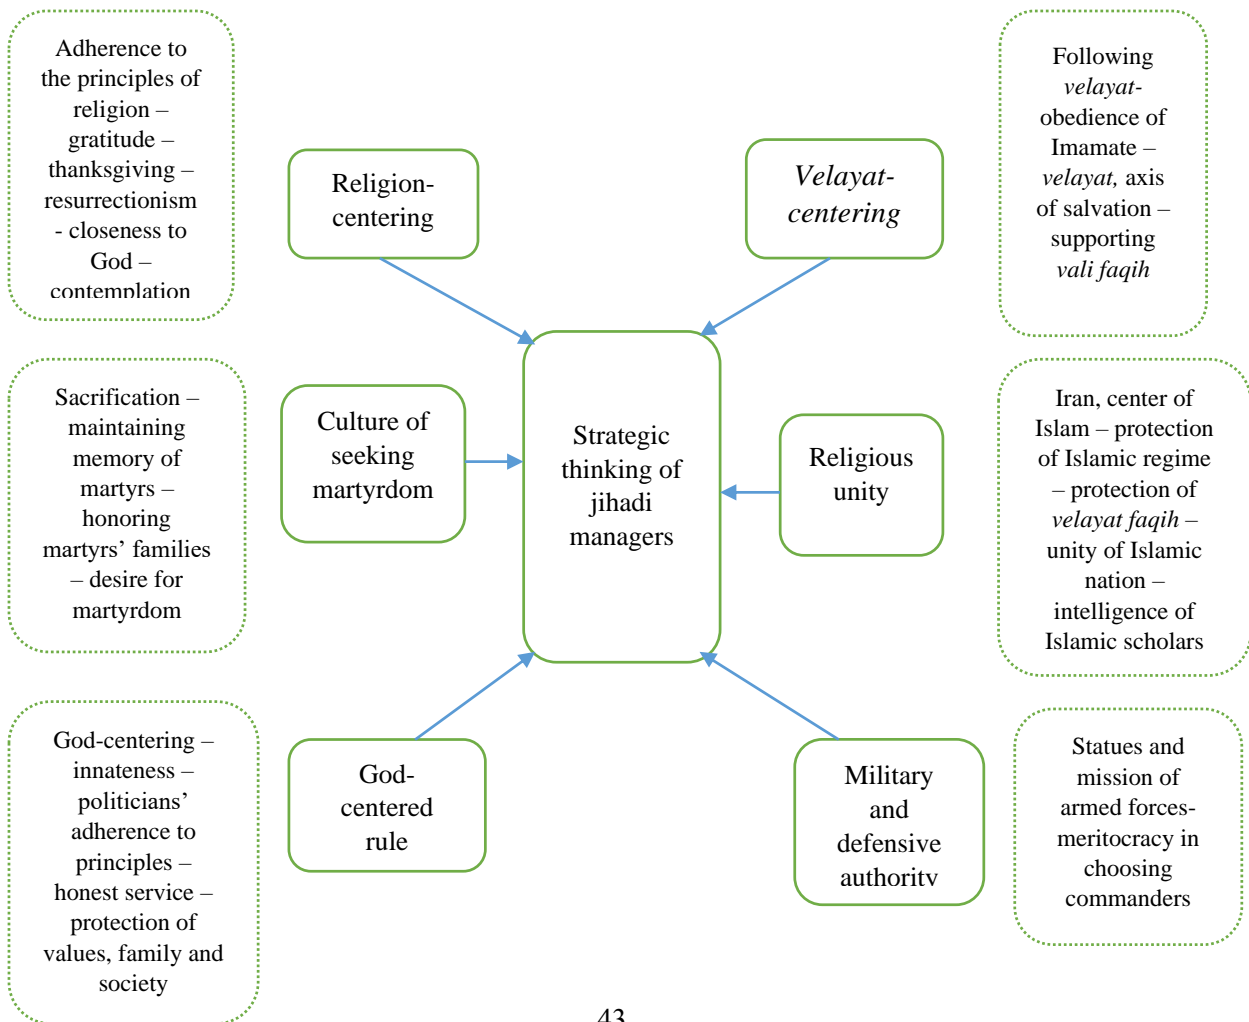 Adherence to
the principles of
religion –
gratitude –
thanksgiving –
resurrectionism
- closeness to
God –
contemplation
Religion-
centering
Velayat-
centering
Following
velayat-
obedience of
Imamate –
velayat, axis
of salvation –
supporting
vali faqih
Sacrification –
maintaining
memory of
martyrs –
honoring
martyrs’ families
– desire for
martyrdom
Culture of
seeking
martyrdom
Strategic
thinking of
jihadi
managers
Religious
unity
Iran, center of
Islam – protection
of Islamic regime
– protection of
velayat faqih –
unity of Islamic
nation –
intelligence of
Islamic scholars
God-centering –
innateness –
politicians’
adherence to
principles –
honest service –
protection of
values, family and
society
God-
centered
rule
Military
and
defensive
authority
Statues and
mission of
armed forces-
meritocracy in
choosing
commanders
43